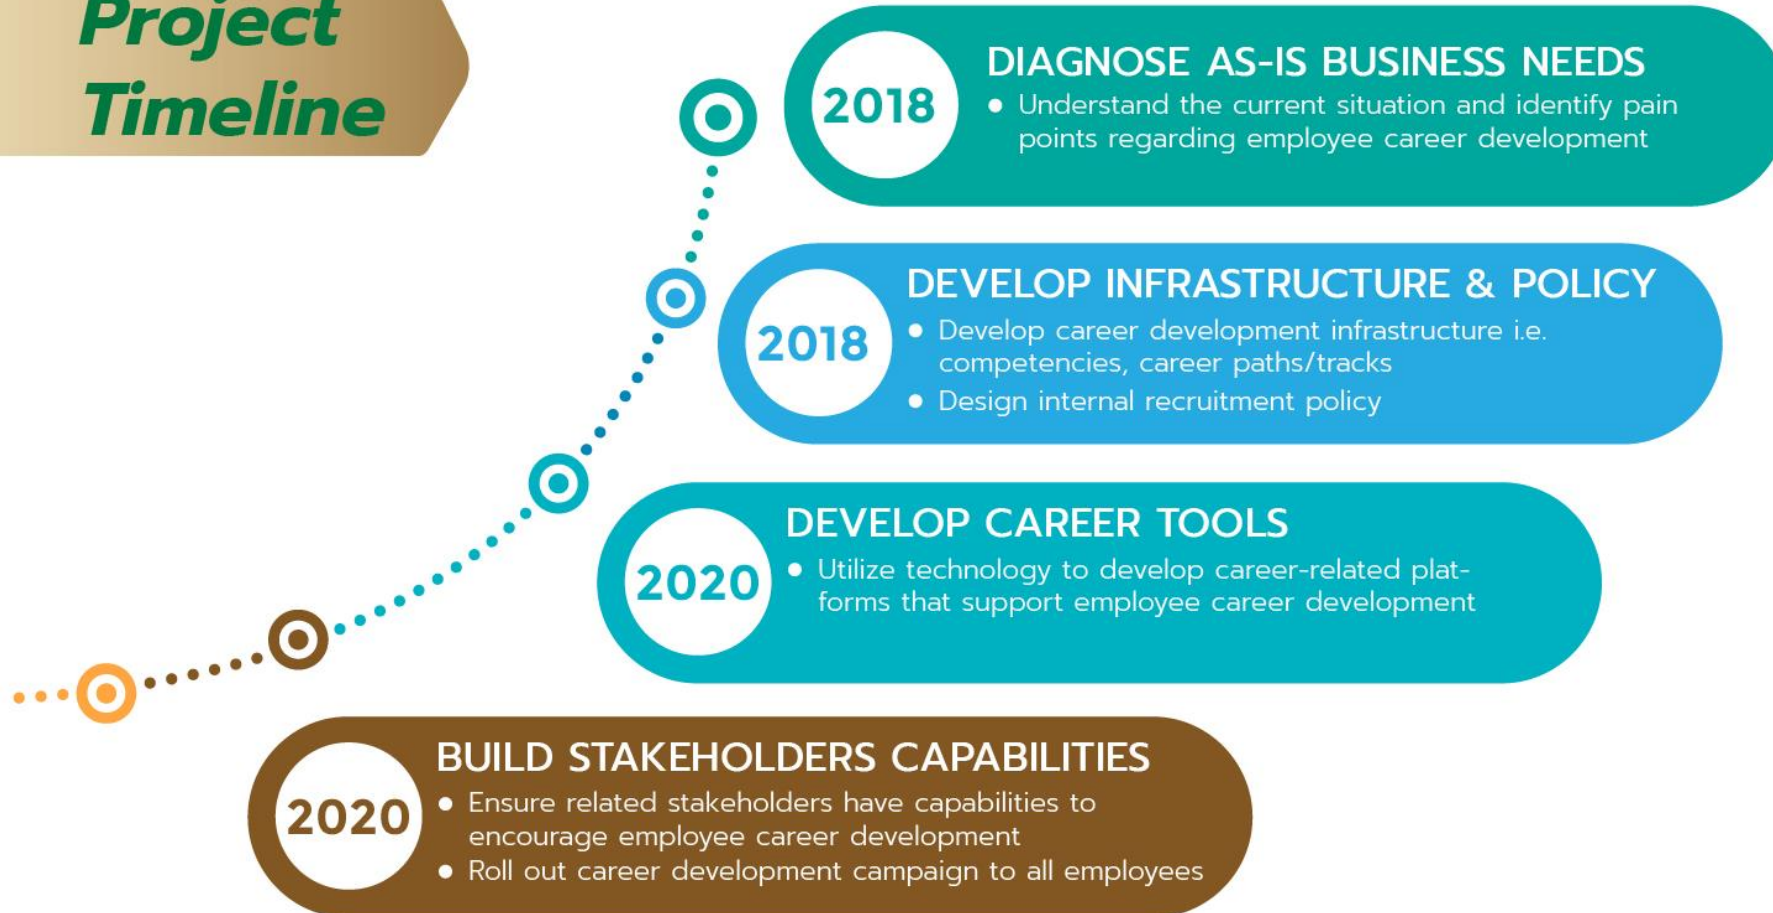 Project
Timeline
2018
DIAGNOSE AS-IS BUSINESS NEEDS
• Understand the current situation and identify pain
points regarding employee career development
2018
DEVELOP INFRASTRUCTURE & POLICY
• Develop career development infrastructure i.e.
competencies, career paths/tracks
• Design internal recruitment policy
2020
DEVELOP CAREER TOOLS
• Utilize technology to develop career-related plat-
forms that support employee career development
2020
BUILD STAKEHOLDERS CAPABILITIES
• Ensure related stakeholders have capabilities to
encourage employee career development
• Roll out career development campaign to all employees